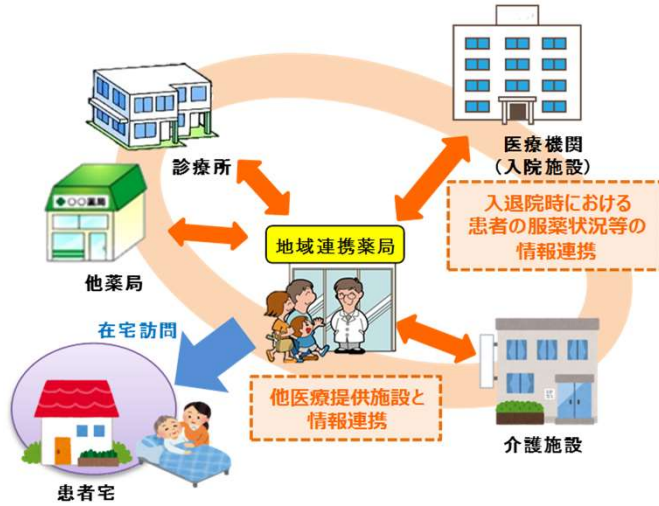 診療所
医療機関
（入院施設）
○○薬局
他薬局
地域連携薬局
入退院時における
患者の服薬状況等の
情報連携
在宅訪問
他医療提供施設と
情報連携
介護施設
患者宅